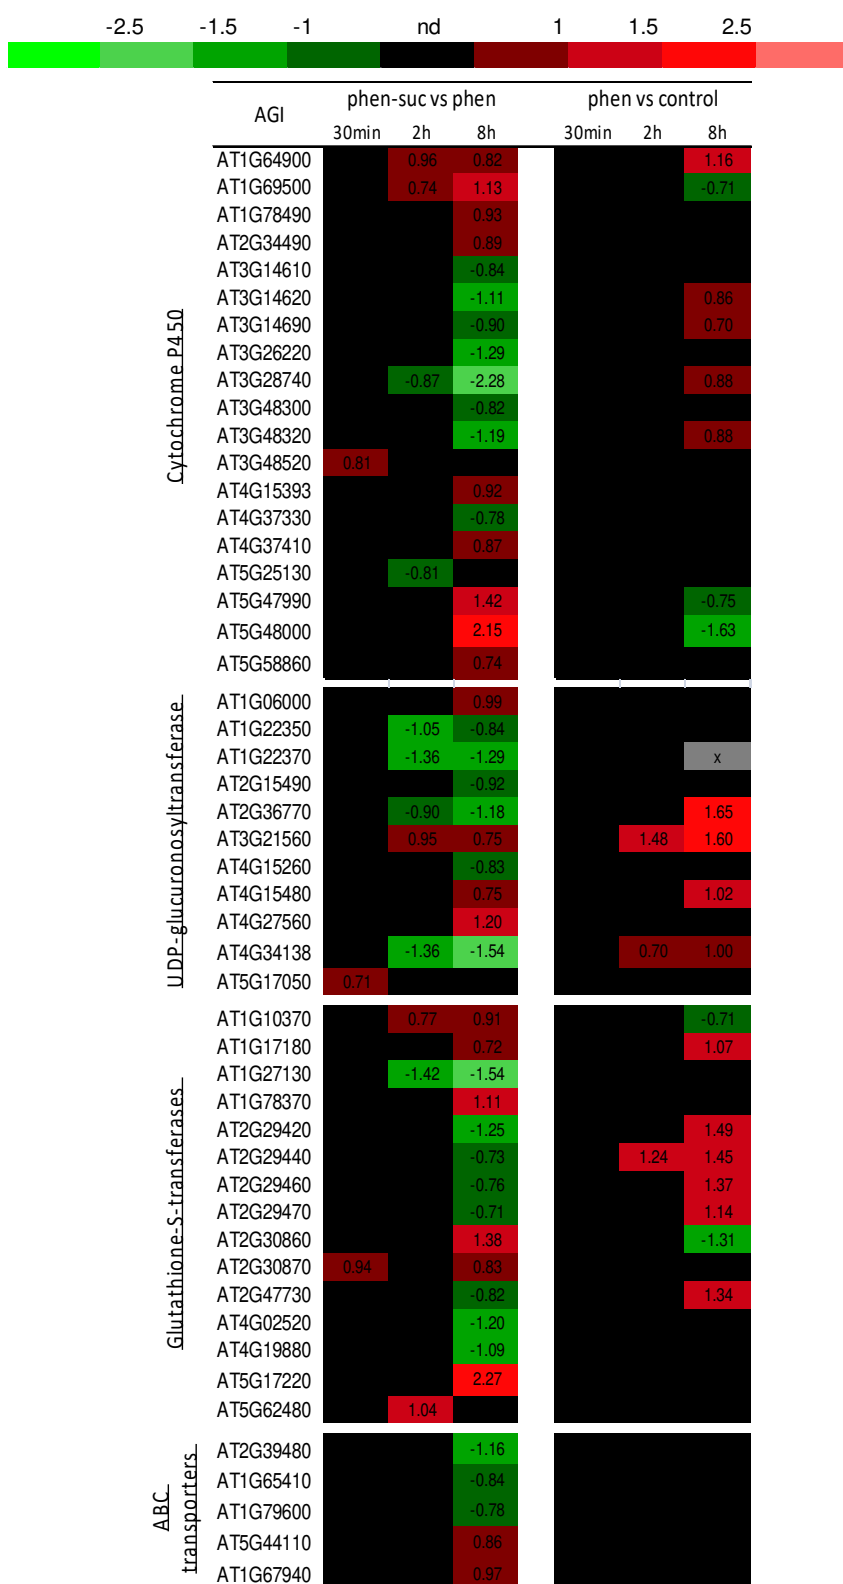 -2.5 -1.5 -1 nd 1 1.5 2.5
AGI phen-suc vs phen phen vs control
30min 2h 8h 30min 2h 8h
Cytochrome P450
AT1G64900 0.96 0.82 1.16
AT1G69500 0.74 1.13 -0.71
AT1G78490 0.93
AT2G34490 0.89
AT3G14610 -0.84
AT3G14620 -1.11 0.86
AT3G14690 -0.90 0.70
AT3G26220 -1.29
AT3G28740 -0.87 -2.28 0.88
AT3G48300 -0.82
AT3G48320 -1.19 0.88
AT3G48520 0.81
AT4G15393 0.92
AT4G37330 -0.78
AT4G37410 0.87
AT5G25130 -0.81
AT5G47990 1.42 -0.75
AT5G48000 2.15 -1.63
AT5G58860 0.74
UDP-glucuronosyltransferase
AT1G06000 0.99
AT1G22350 -1.05 -0.84
AT1G22370 -1.36 -1.29 x
AT2G15490 -0.92
AT2G36770 -0.90 -1.18 1.65
AT3G21560 0.95 0.75 1.48 1.60
AT4G15260 -0.83
AT4G15480 0.75 1.02
AT4G27560 1.20
AT4G34138 -1.36 -1.54 0.70 1.00
AT5G17050 0.71
Glutathione-S-transferases
AT1G10370 0.77 0.91 -0.71
AT1G17180 0.72 1.07
AT1G27130 -1.42 -1.54
AT1G78370 1.11
AT2G29420 -1.25 1.49
AT2G29440 -0.73 1.24 1.45
AT2G29460 -0.76 1.37
AT2G29470 -0.71 1.14
AT2G30860 1.38 -1.31
AT2G30870 0.94 0.83
AT2G47730 -0.82 1.34
AT4G02520 -1.20
AT4G19880 -1.09
AT5G17220 2.27
AT5G62480 1.04
ABC
transporters
AT2G39480 -1.16
AT1G65410 -0.84
AT1G79600 -0.78
AT5G44110 0.86
AT1G67940 0.97